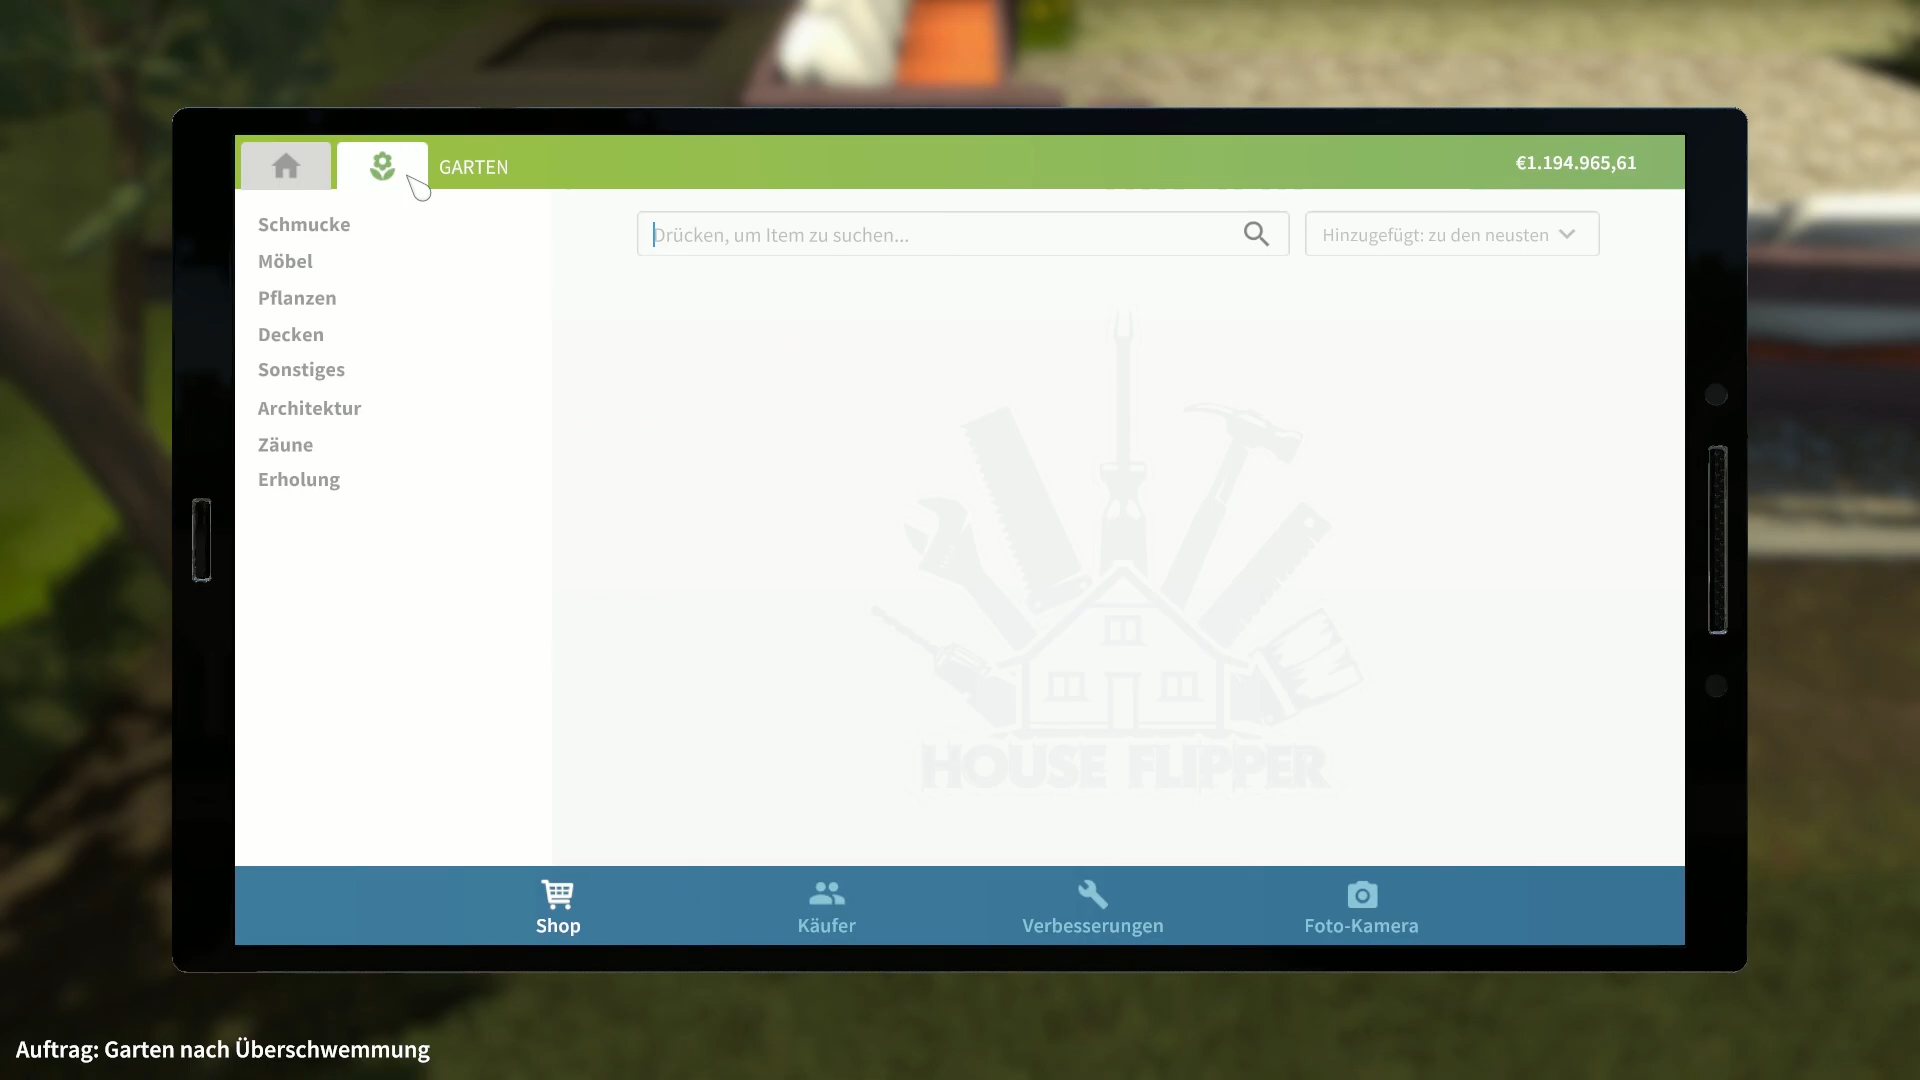 GARTEN
€1.194.965,61
Schmucke
Möbel
Pflanzen
Decken
Sonstiges
Architektur
Zäune
Erholung
Drücken, um Item zu suchen...
Hinzugefügt: zu den neusten
HOUSE FLIPPER
Shop
Käufer
Verbesserungen
Foto-Kamera
Auftrag: Garten nach Überschwemmung